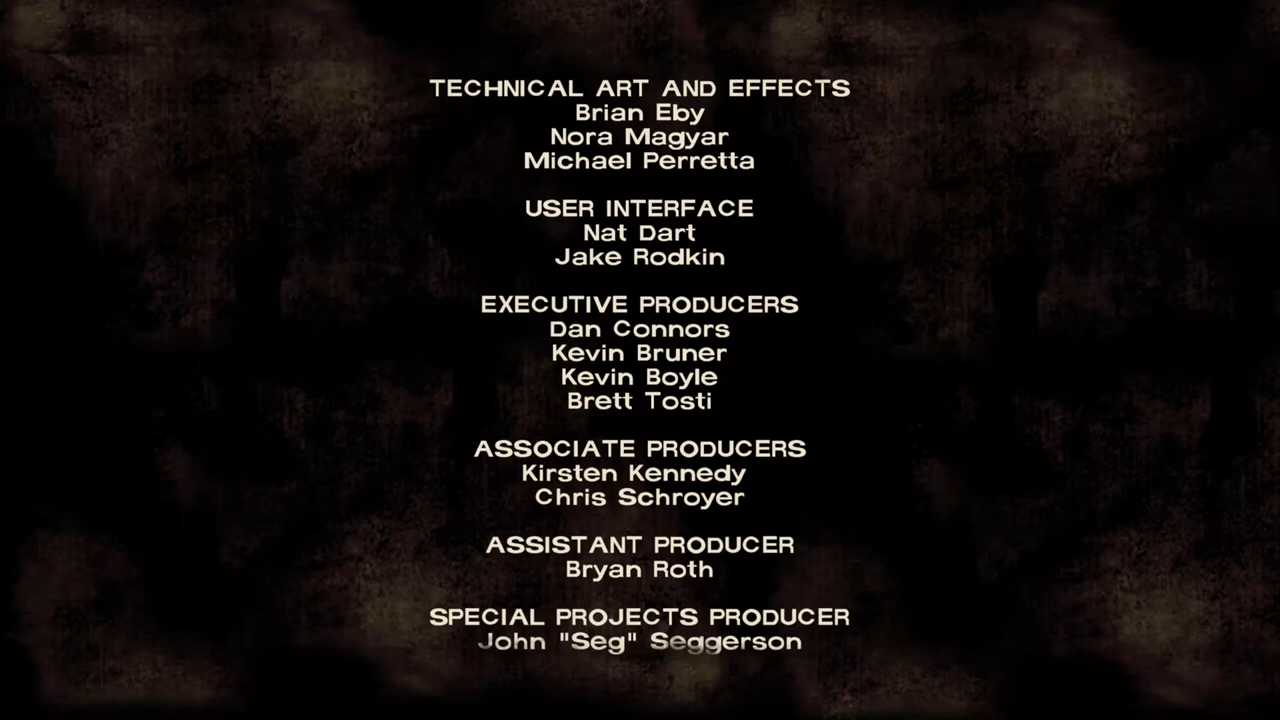 TECHNICAL ART AND EFFECTS
Brian Eby
Nora Magyar
Michael Perretta
USER INTERFACE
Nat Dart
Jake Rodkin
EXECUTIVE PRODUCERS
Dan Connors
Kevin Bruner
Kevin Boyle
Brett Tosti
ASSOCIATE PRODUCERS
Kirsten Kennedy
Chris Schroyer
ASSISTANT PRODUCER
Bryan Roth
SPECIAL PROJECTS PRODUCER
John "Seg" Seggerson